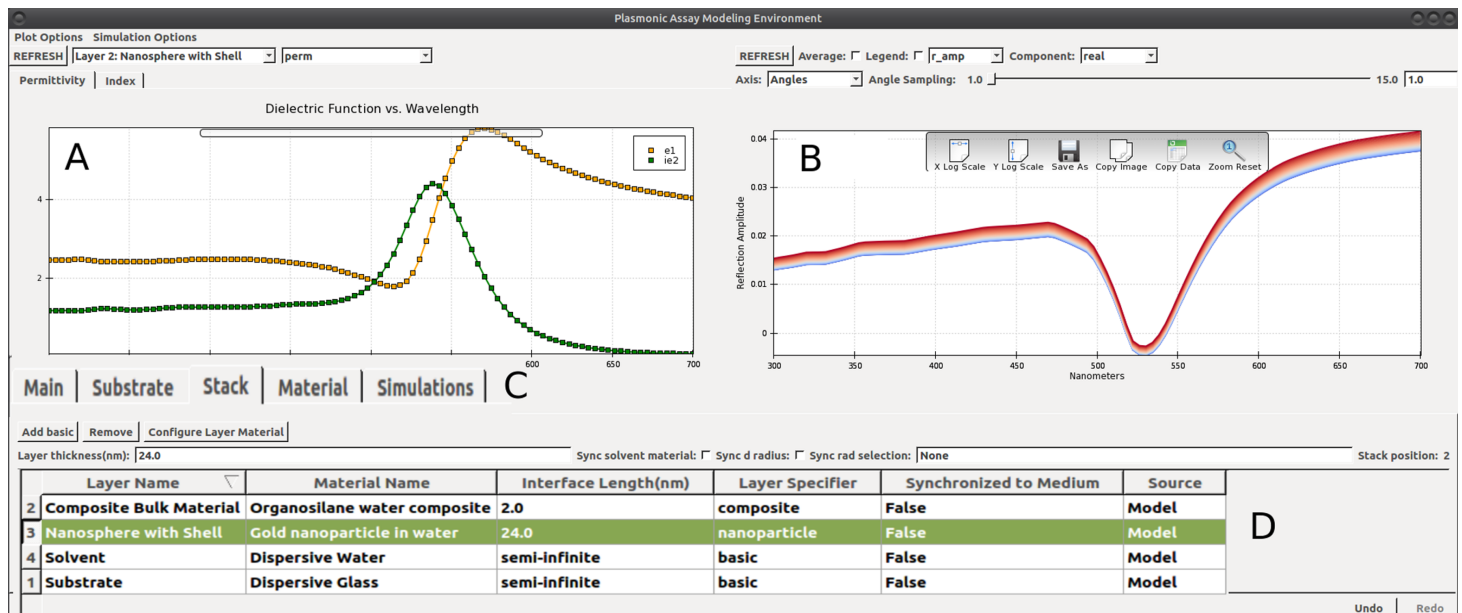 Plasmonic Assay Modeling Environment
Plot Options Simulation Options
REFRESH Layer 2: Nanosphere with Shell perm
Permittivity Index
Dielectric Function vs. Wavelength
A
e1
ie2
4
2
600 650 700
REFRESH Average: Legend: r_amp Component: real
Axis: Angles Angle Sampling: 1.0 15.0 1.0
B
X Log Scale Y Log Scale Save As Copy Image Copy Data Zoom Reset
Reflection Amplitude
0.04
0.03
0.02
0.01
0
300 350 400 450 500 550 600 650 700
Nanometers
Main Substrate Stack Material Simulations C
Add basic Remove Configure Layer Material
Layer thickness(nm): 24.0 Sync solvent material: Sync d radius: Sync rad selection: None Stack position: 2
Layer Name Material Name Interface Length(nm) Layer Specifier Synchronized to Medium Source
2 Composite Bulk Material Organosilane water composite 2.0 composite False Model
3 Nanosphere with Shell Gold nanoparticle in water 24.0 nanoparticle False Model
4 Solvent Dispersive Water semi-infinite basic False Model
1 Substrate Dispersive Glass semi-infinite basic False Model
D
Undo Redo